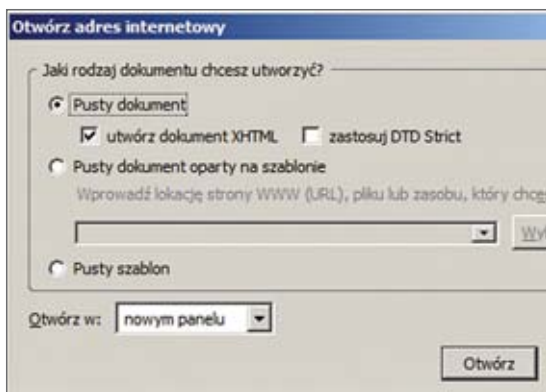 Otwórz adres internetowy
Jaki rodzaj dokumentu chcesz utworzyć?
Pusty dokument
utwórz dokument XHTML zastosuj DTD Strict
Pusty dokument oparty na szablonie
Wprowadź lokację strony WWW (URL), pliku lub zasobu, który
Pusty szablon
Otwórz w: nowym panelu
Otwórz